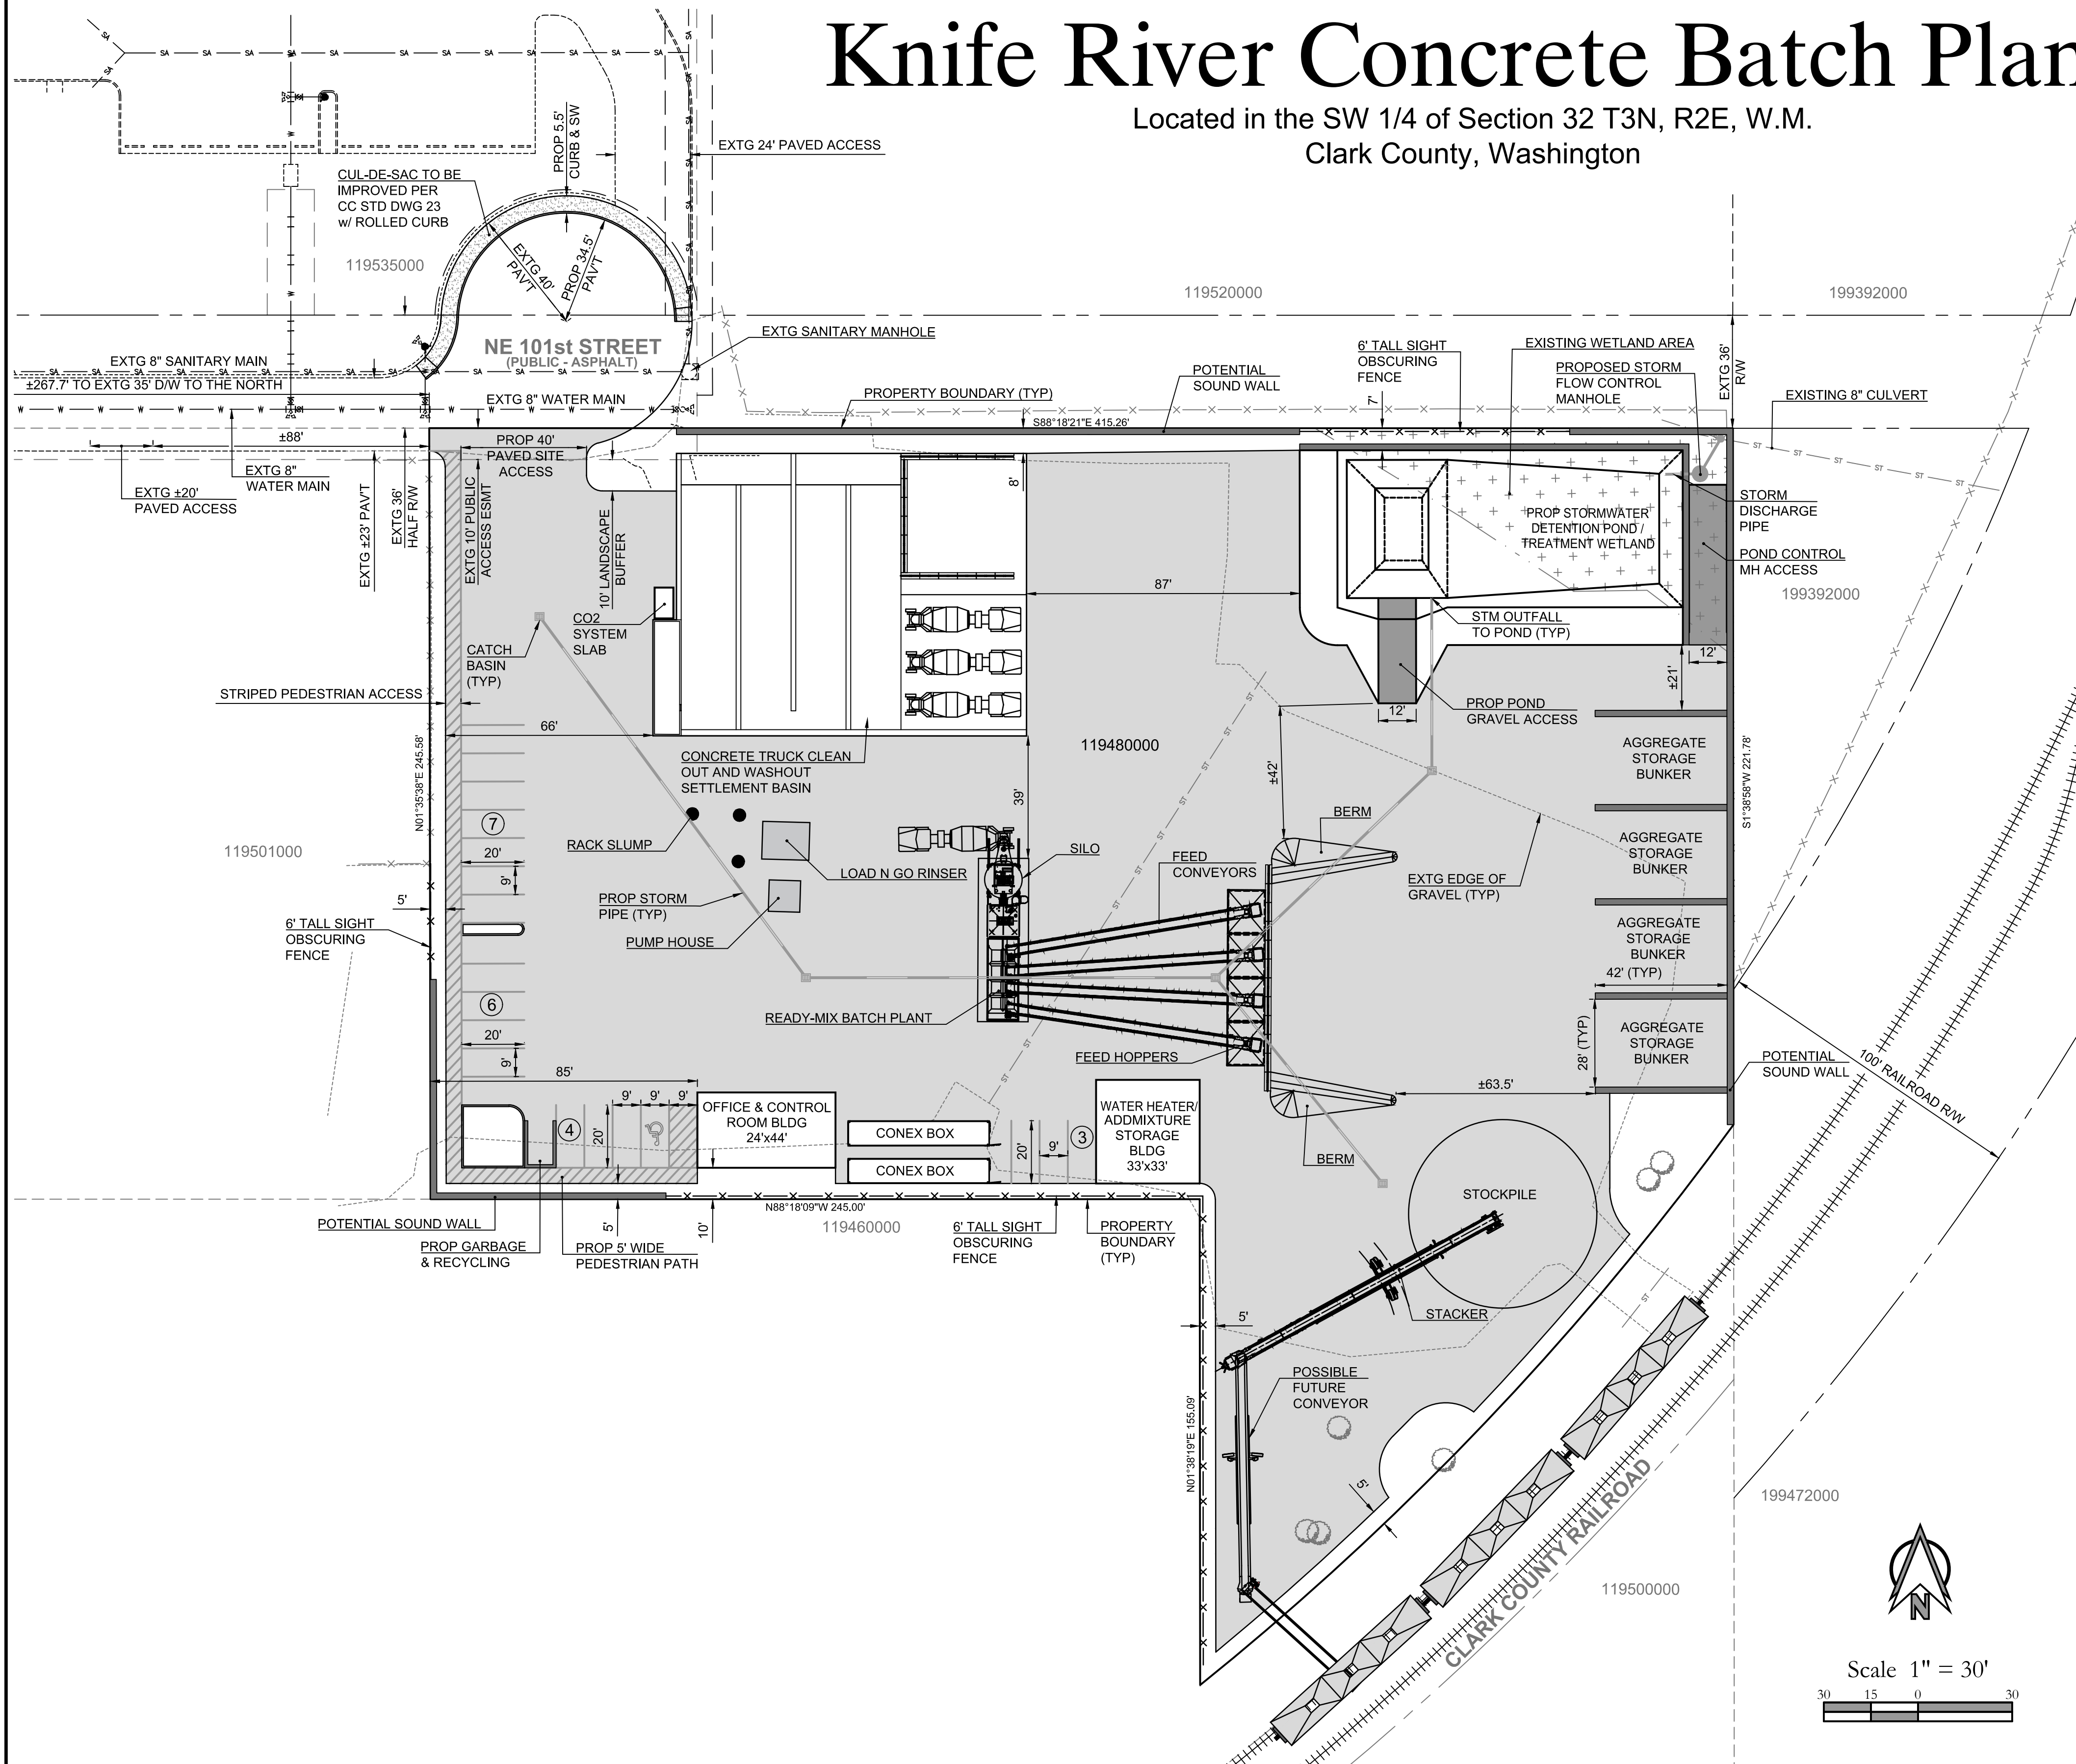 Knife River Concrete Batch Plan
Located in the SW 1/4 of Section 32 T3N, R2E, W.M.
Clark County, Washington
PROP 5.5'
CURB & SW
EXTG 24' PAVED ACCESS
CUL-DE-SAC TO BE
IMPROVED PER
CC STD DWG 23
w/ ROLLED CURB
119535000
EXTG 40'
PAV'T
PROP 34.5'
PAV'T
NE 101st STREET
(PUBLIC - ASPHALT)
119520000
199392000
EXTG SANITARY MANHOLE
EXTG 8" SANITARY MAIN
±267.7' TO EXTG 35' D/W TO THE NORTH
EXTG 8" WATER MAIN
PROPERTY BOUNDARY (TYP)
POTENTIAL
SOUND WALL
6' TALL SIGHT
OBSCURING
FENCE
7'
EXISTING WETLAND AREA
PROPOSED STORM
FLOW CONTROL
MANHOLE
EXTG 36'
R/W
EXISTING 8" CULVERT
S88°18'21"E 415.26'
±88'
EXTG ±20'
PAVED ACCESS
EXTG 8"
WATER MAIN
EXTG ±23' PAV'T
EXTG 36'
HALF R/W
EXTG 10' PUBLIC
ACCESS ESMT
PROP 40'
PAVED SITE
ACCESS
10' LANDSCAPE
BUFFER
8'
PROP STORMWATER
DETENTION POND /
TREATMENT WETLAND
STORM
DISCHARGE
PIPE
POND CONTROL
MH ACCESS
199392000
87'
CO2
SYSTEM
SLAB
CATCH
BASIN
(TYP)
STM OUTFALL
TO POND (TYP)
12'
±21'
STRIPED PEDESTRIAN ACCESS
66'
12'
PROP POND
GRAVEL ACCESS
N01°35'38"E 245.58'
CONCRETE TRUCK CLEAN
OUT AND WASHOUT
SETTLEMENT BASIN
119480000
39'
±42'
AGGREGATE
STORAGE
BUNKER
S1°38'58"W 221.78'
7
20'
9'
119501000
RACK SLUMP
LOAD N GO RINSER
SILO
BERM
FEED
CONVEYORS
AGGREGATE
STORAGE
BUNKER
EXTG EDGE OF
GRAVEL (TYP)
5'
6' TALL SIGHT
OBSCURING
FENCE
PROP STORM
PIPE (TYP)
PUMP HOUSE
AGGREGATE
STORAGE
BUNKER
42' (TYP)
6
20'
9'
READY-MIX BATCH PLANT
FEED HOPPERS
28' (TYP)
AGGREGATE
STORAGE
BUNKER
POTENTIAL
SOUND WALL
100' RAILROAD R/W
85'
9'
9'
9'
4
20'
OFFICE & CONTROL
ROOM BLDG
24'x44'
CONEX BOX
CONEX BOX
20'
9'
3
WATER HEATER/
ADDMIXTURE
STORAGE
BLDG
33'x33'
±63.5'
BERM
STOCKPILE
POTENTIAL SOUND WALL
PROP GARBAGE
& RECYCLING
5'
PROP 5' WIDE
PEDESTRIAN PATH
10'
N88°18'09"W 245.00'
119460000
6' TALL SIGHT
OBSCURING
FENCE
PROPERTY
BOUNDARY
(TYP)
5'
STACKER
POSSIBLE
FUTURE
CONVEYOR
N01°38'19"E 155.09'
5'
CLARK COUNTY RAILROAD
199472000
119500000
N
Scale 1" = 30'
30 15 0 30